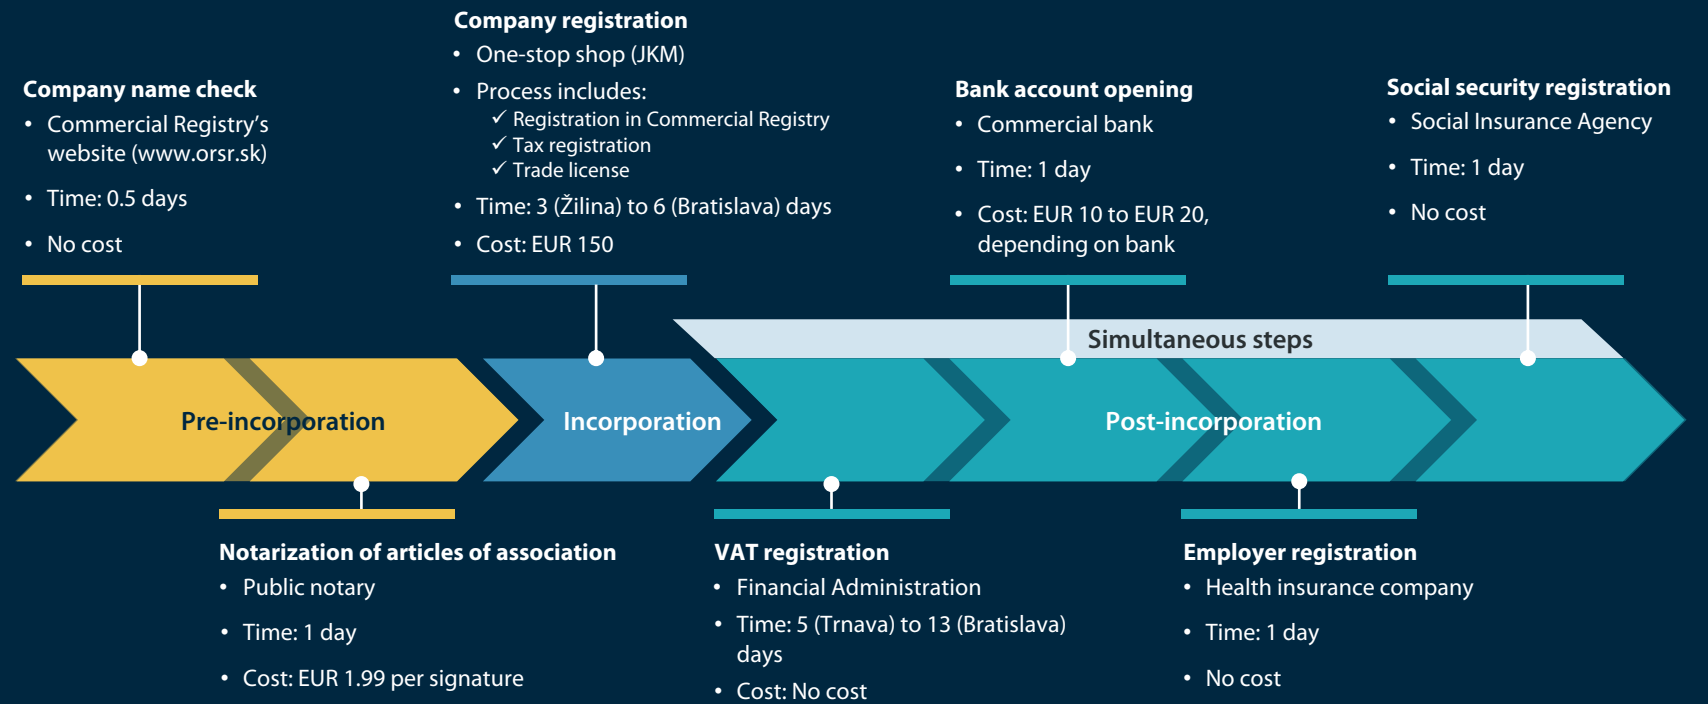 Company name check
• Commercial Registry's
website (www.orsr.sk)
• Time: 0.5 days
• No cost
Company registration
• One-stop shop (JKM)
• Process includes:
✓ Registration in Commercial Registry
✓ Tax registration
✓ Trade license
• Time: 3 (Žilina) to 6 (Bratislava) days
• Cost: EUR 150
Bank account opening
• Commercial bank
• Time: 1 day
• Cost: EUR 10 to EUR 20,
depending on bank
Social security registration
• Social Insurance Agency
• Time: 1 day
• No cost
Simultaneous steps
Pre-incorporation
Incorporation
Post-incorporation
Notarization of articles of association
• Public notary
• Time: 1 day
• Cost: EUR 1.99 per signature
VAT registration
• Financial Administration
• Time: 5 (Trnava) to 13 (Bratislava)
days
• Cost: No cost
Employer registration
• Health insurance company
• Time: 1 day
• No cost